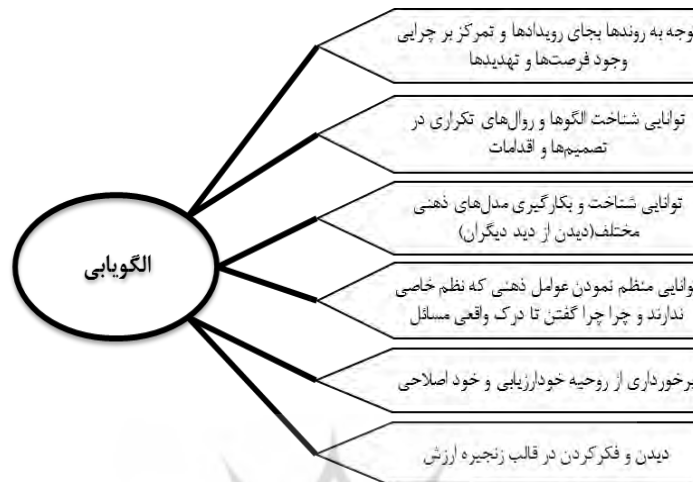 توجه به روندها بجای رویدادها و تمرکز بر چرایی
وجود فرصت‌ها و تهدیدها
توانایی شناخت الگوها و روال‌های تکراری در
تصمیم‌ها و اقدامات
توانایی شناخت و بکارگیری مدل‌های ذهنی
مختلف(دیدن از دید دیگران)
الگویابی
توانایی منظم نمودن عوامل ذهنی که نظم خاصی
ندارند و چرا چرا گفتن تا درک واقعی مسائل
برخورداری از روحیه خودارزیابی و خود اصلاحی
دیدن و فکرکردن در قالب زنجیره ارزش